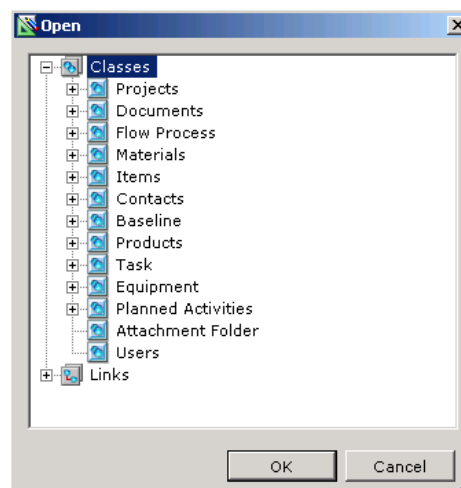 Open
Classes
Projects
Documents
Flow Process
Materials
Items
Contacts
Baseline
Products
Task
Equipment
Planned Activities
Attachment Folder
Users
Links
OK Cancel